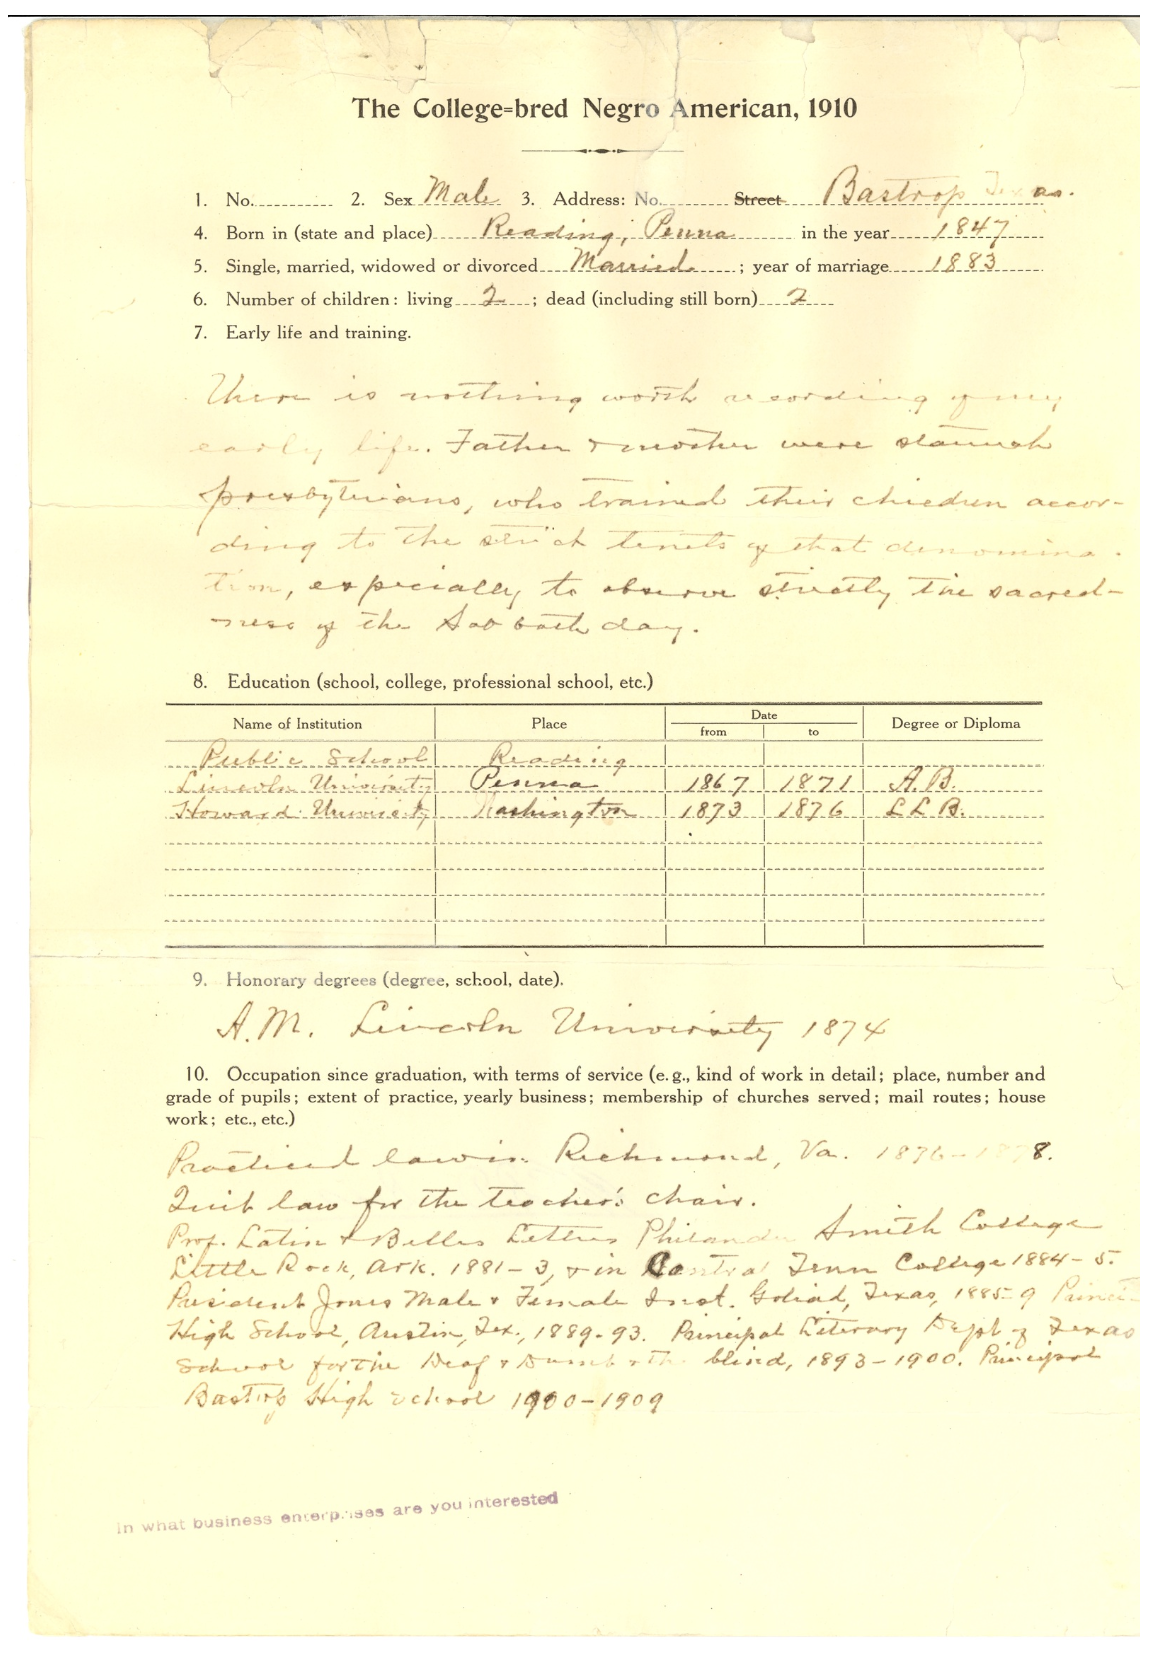 The College=bred Negro American, 1910
1. No. 2. Sex Male 3. Address: No. Street Bastrop Texas.
4. Born in (state and place) Reading, Penna in the year 1847
5. Single, married, widowed or divorced Married ; year of marriage 1883
6. Number of children: living 2 ; dead (including still born) 2
7. Early life and training.
There is nothing worth recording of my
early life. Father & mother were staunch
presbyterians, who trained their children accor-
ding to the strict tenets of that denomina-
tion, especially to observe strictly the sacred-
ness of the Sabbath day.
8. Education (school, college, professional school, etc.)
Name of Institution Place Date from to Degree or Diploma
Public School Reading
Lincoln University Penna 1867 1871 A.B.
Howard University Washington 1873 1876 LLB.
9. Honorary degrees (degree, school, date).
A.M. Lincoln University 1874
10. Occupation since graduation, with terms of service (e.g., kind of work in detail; place, number and
grade of pupils; extent of practice, yearly business; membership of churches served; mail routes; house
work; etc., etc.)
Practiced law in Richmond, Va. 1876-1878.
Quit law for the teacher's chair.
Prof. Latin & Belles Lettres Philander Smith College
Little Rock, Ark. 1881-3, & in Central Tenn College 1884-5.
President Jones Male & Female Inst. Goliad, Texas, 1885-9 Princi-
High School, Austin, Tex., 1889-93. Principal Literary Dept of Texas
School for the Deaf & Dumb & the blind, 1893-1900. Principal
Bastrop High School 1900-1909
In what business enterprises are you interested